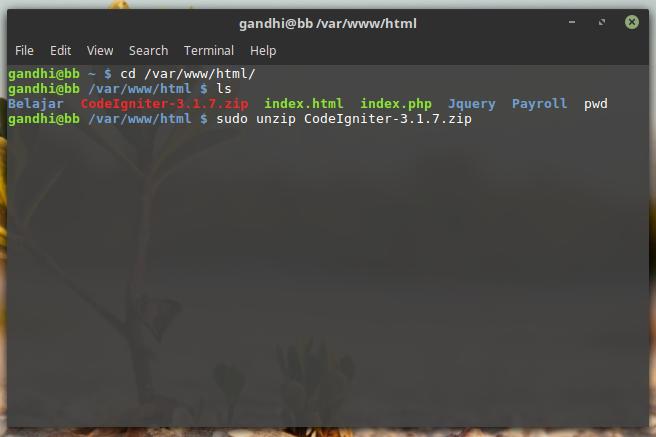 gandhi@bb /var/www/html
File Edit View Search Terminal Help
gandhi@bb ~ $ cd /var/www/html/
gandhi@bb /var/www/html $ ls
Belajar CodeIgniter-3.1.7.zip index.html index.php Jquery Payroll pwd
gandhi@bb /var/www/html $ sudo unzip CodeIgniter-3.1.7.zip